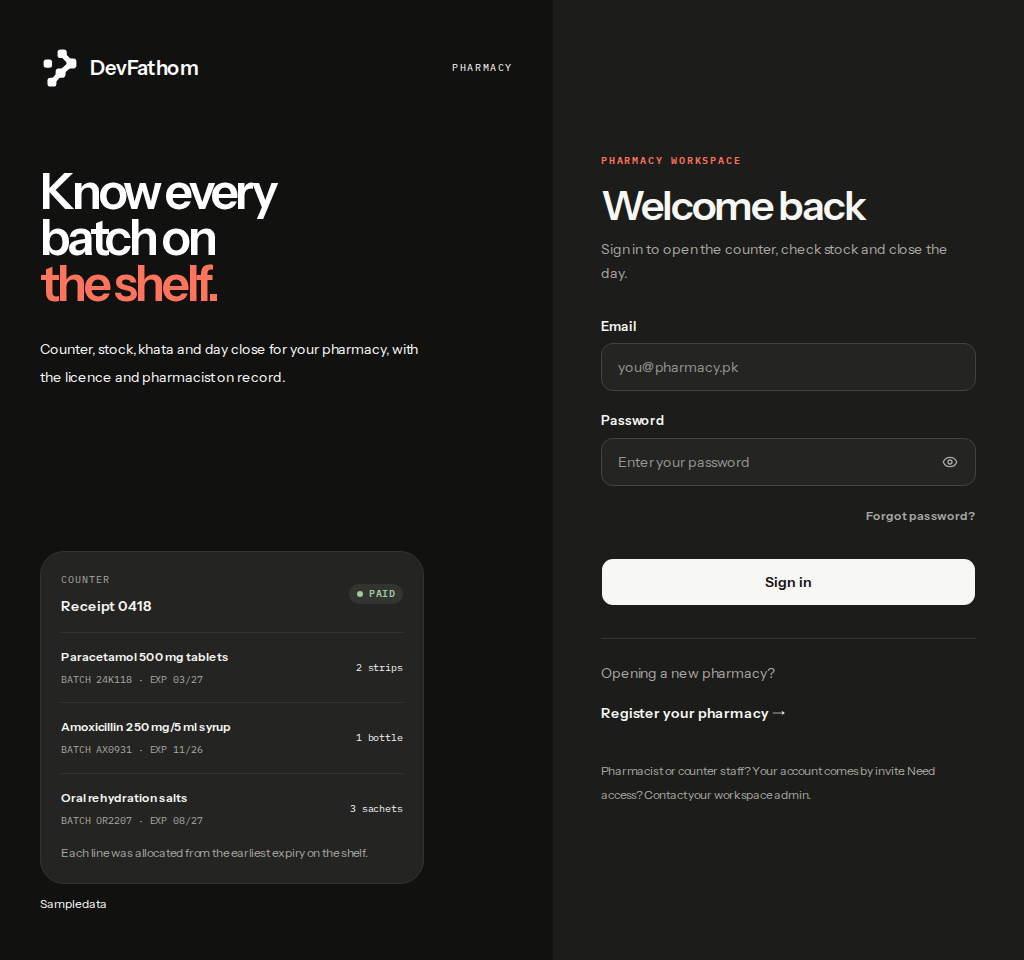 DevFathom
PHARMACY
Know every
batch on
the shelf.
Counter, stock, khata and day close for your pharmacy, with
the licence and pharmacist on record.
COUNTER
Receipt 0418
PAID
Paracetamol 500 mg tablets
BATCH 24K118 · EXP 03/27
2 strips
Amoxicillin 250 mg/5 ml syrup
BATCH AX0931 · EXP 11/26
1 bottle
Oral rehydration salts
BATCH OR2207 · EXP 08/27
3 sachets
Each line was allocated from the earliest expiry on the shelf.
Sample data
PHARMACY WORKSPACE
Welcome back
Sign in to open the counter, check stock and close the
day.
Email
you@pharmacy.pk
Password
Enter your password
Forgot password?
Sign in
Opening a new pharmacy?
Register your pharmacy →
Pharmacist or counter staff? Your account comes by invite. Need
access? Contact your workspace admin.